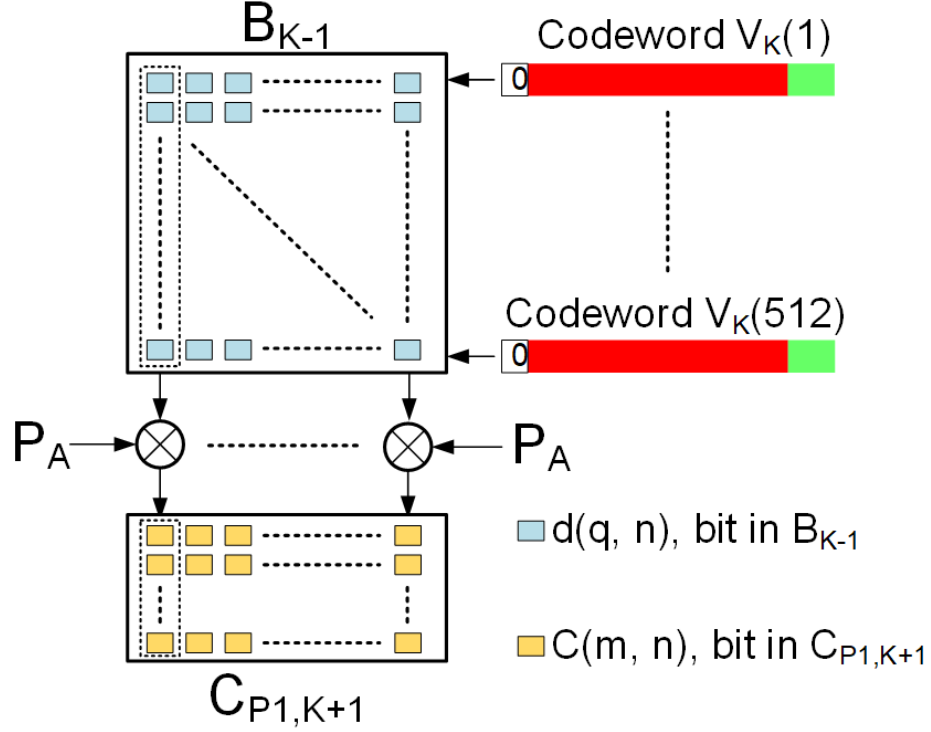 B_{K-1}
Codeword V_K(1)
0
Codeword V_K(512)
0
P_A
P_A
d(q, n), bit in B_{K-1}
C(m, n), bit in C_{P1,K+1}
C_{P1,K+1}